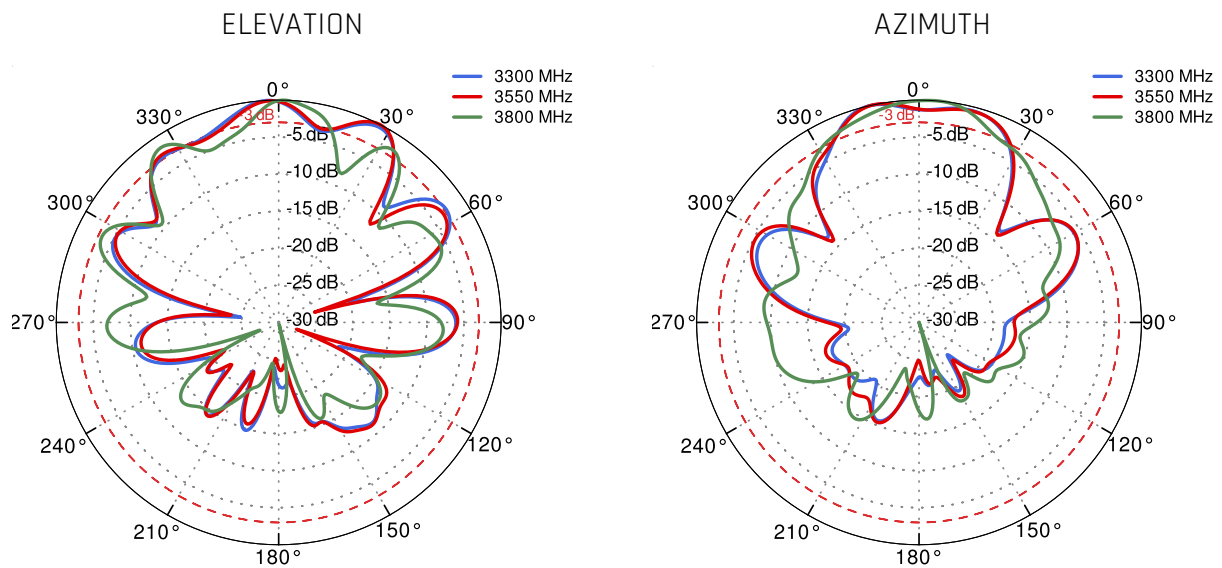 ELEVATION
3300 MHz
3550 MHz
3800 MHz
0°
330°
30°
-3 dB
-5 dB
-10 dB
300°
60°
-15 dB
-20 dB
-25 dB
-30 dB
270°
90°
240°
120°
210°
150°
180°
AZIMUTH
3300 MHz
3550 MHz
3800 MHz
0°
330°
30°
-3 dB
-5 dB
-10 dB
300°
60°
-15 dB
-20 dB
-25 dB
-30 dB
270°
90°
240°
120°
210°
150°
180°